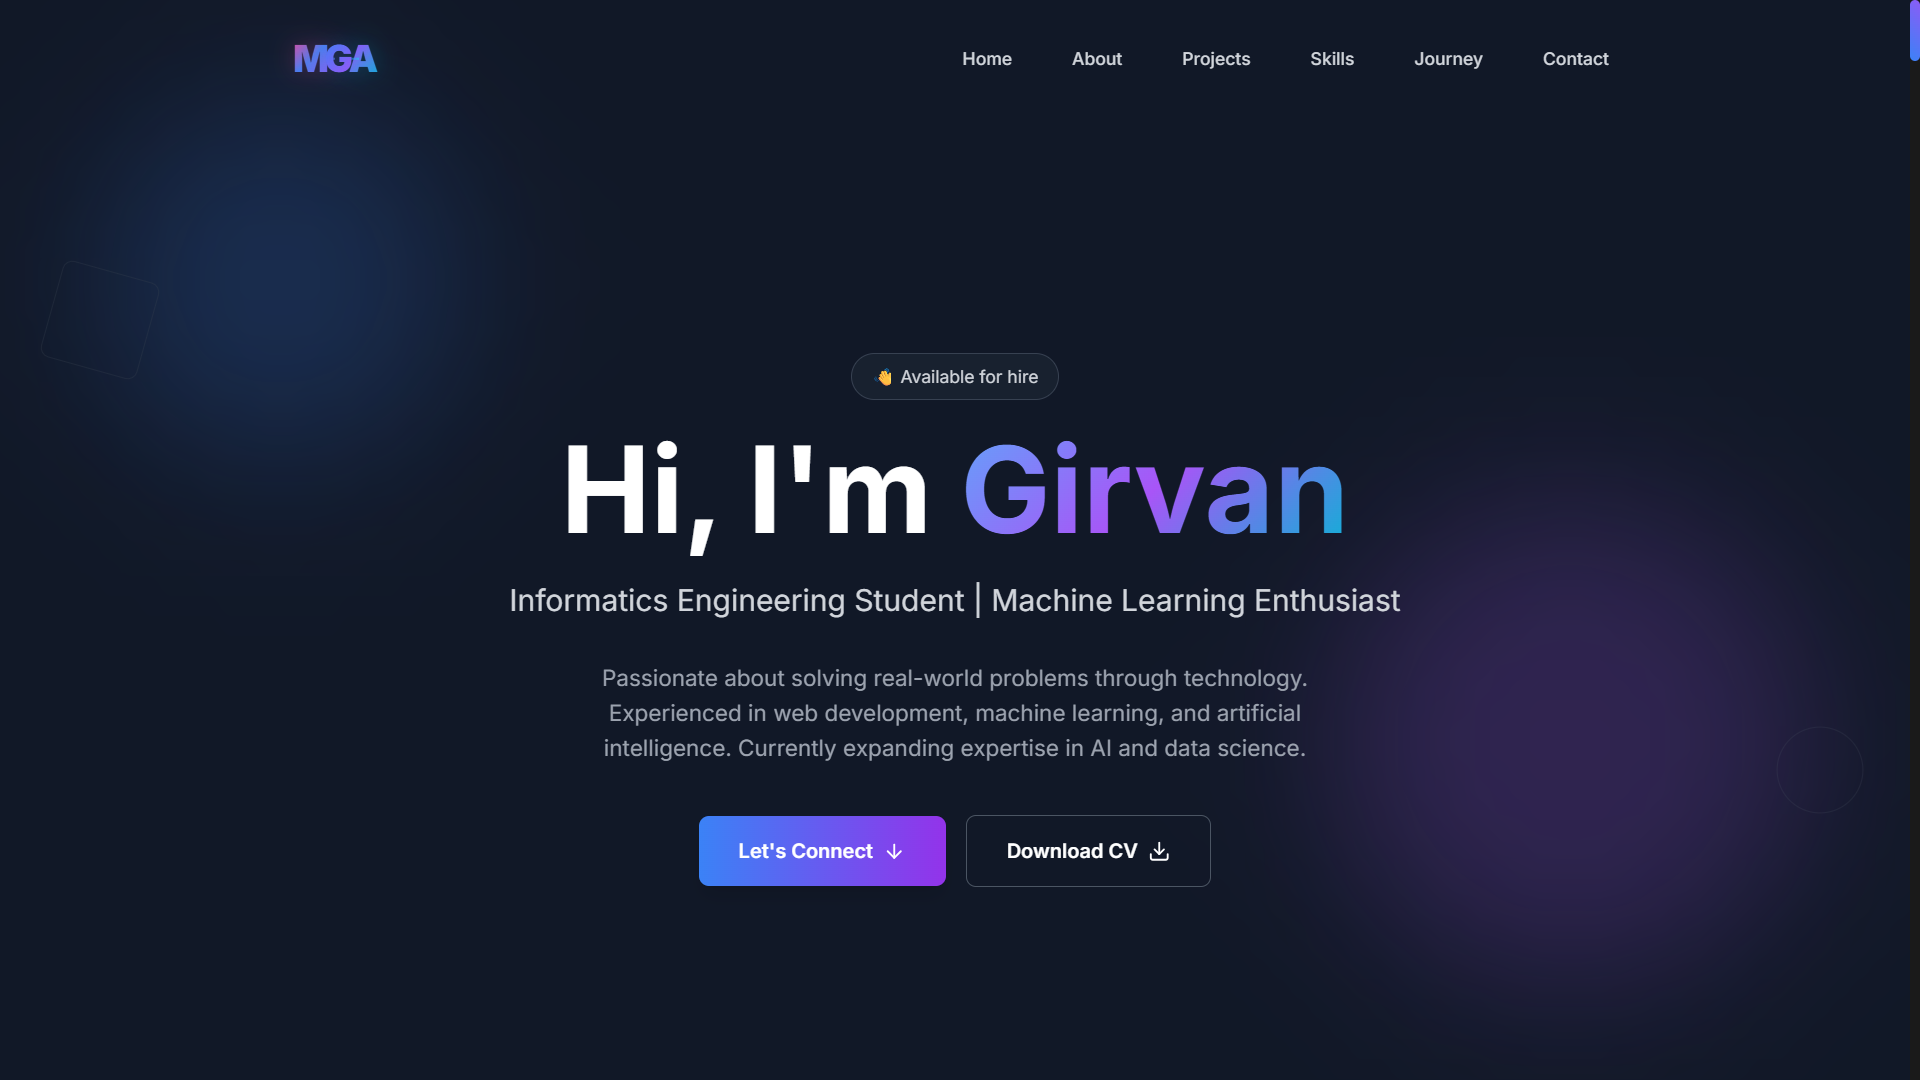 MGA
Home
About
Projects
Skills
Journey
Contact
👋 Available for hire
Hi, I'm Girvan
Informatics Engineering Student | Machine Learning Enthusiast
Passionate about solving real-world problems through technology.
Experienced in web development, machine learning, and artificial
intelligence. Currently expanding expertise in AI and data science.
Let's Connect
Download CV